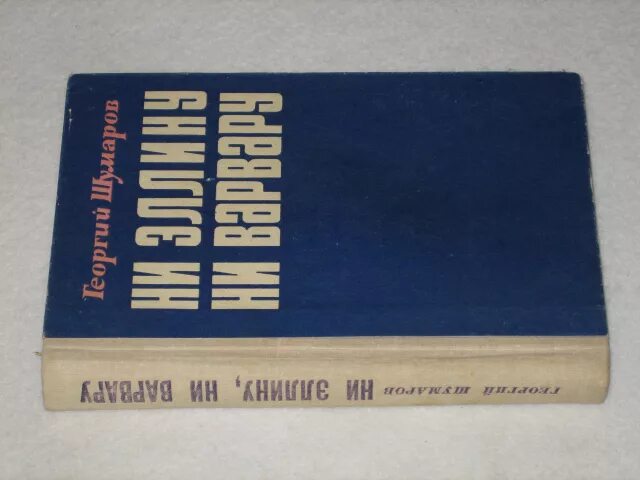 Георгий Шумаров
НИ ЭЛЛИНУ
НИ ВАРВАРУ
ГЕОРГИЙ ШУМАРОВ НИ ЭЛЛИНУ, НИ ВАРВАРУ